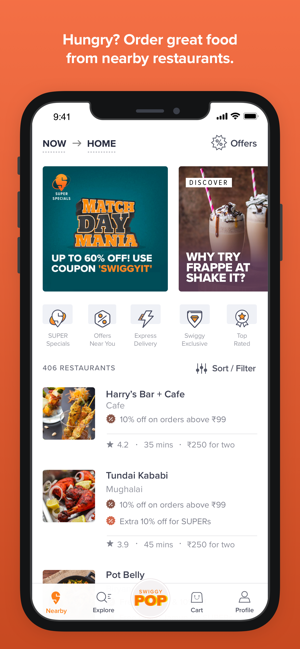 Hungry? Order great food
from nearby restaurants.
9:41
NOW → HOME
Offers
SUPER
SPECIALS
MATCH
DAY
MANIA
UP TO 60% OFF! USE
COUPON 'SWIGGYIT'
DISCOVER
WHY TRY
FRAPPE AT
SHAKE IT?
SUPER
Specials
Offers
Near You
Express
Delivery
Swiggy
Exclusive
Top
Rated
406 RESTAURANTS
Sort / Filter
Harry's Bar + Cafe
Cafe
10% off on orders above ₹99
★ 4.2 · 35 mins · ₹250 for two
Tundai Kababi
Mughalai
10% off on orders above ₹99
Extra 10% off for SUPERs
★ 3.9 · 45 mins · ₹250 for two
Pot Belly
Nearby
Explore
SWIGGY
POP
Cart
Profile